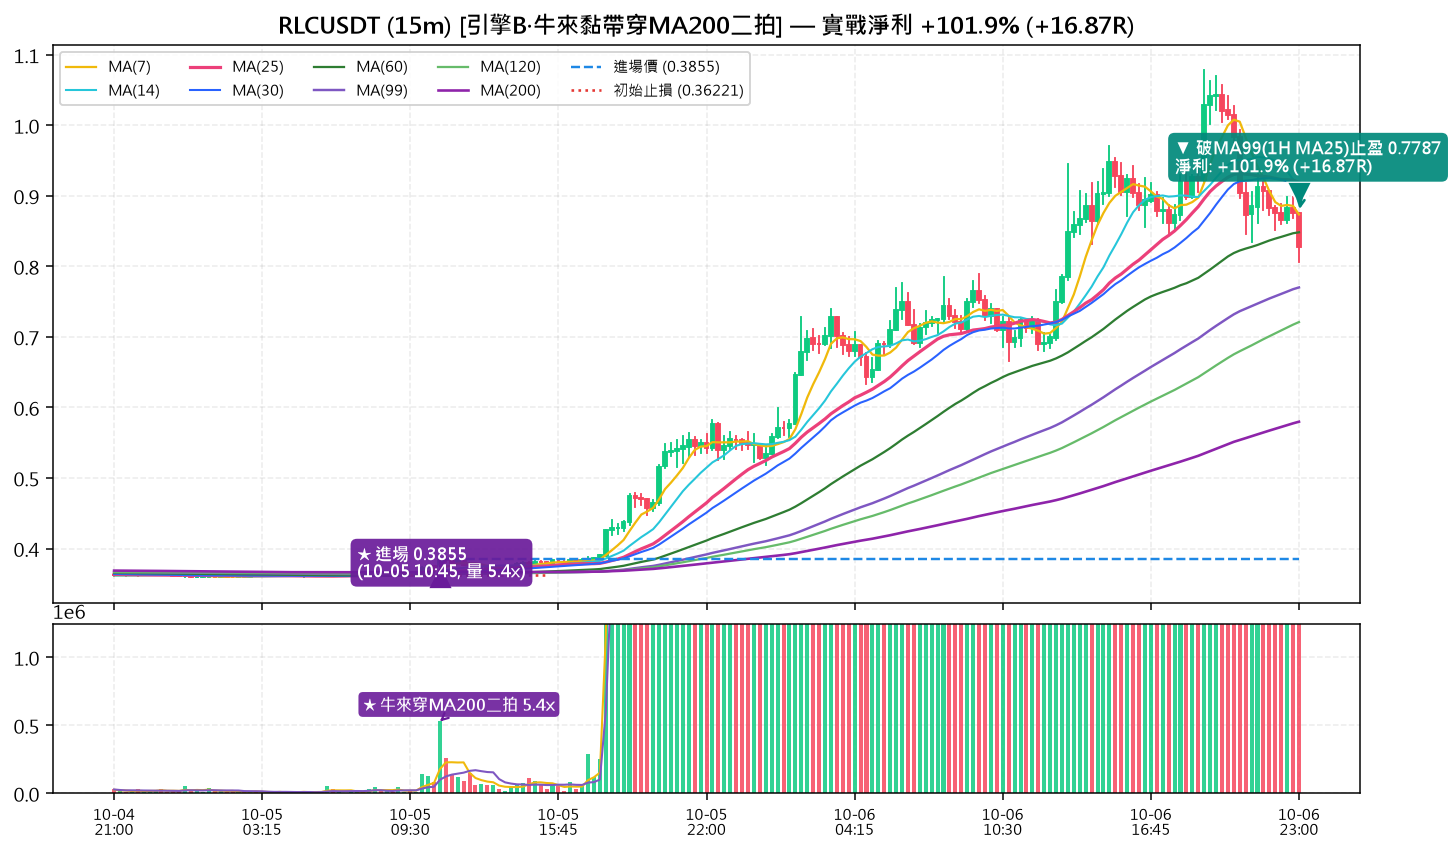 RLCUSDT (15m) [引擎B·牛來黏帶穿MA200二拍] — 實戰淨利 +101.9% (+16.87R)
MA(7)
MA(14)
MA(25)
MA(30)
MA(60)
MA(99)
MA(120)
MA(200)
進場價 (0.3855)
初始止損 (0.36221)
1.1
1.0
0.9
0.8
0.7
0.6
0.5
0.4
▼ 破MA99(1H MA25)止盈 0.7787
淨利: +101.9% (+16.87R)
★ 進場 0.3855
(10-05 10:45, 量 5.4x)
1e6
1.0
0.5
0.0
★ 牛來穿MA200二拍 5.4x
10-04
21:00
10-05
03:15
10-05
09:30
10-05
15:45
10-05
22:00
10-06
04:15
10-06
10:30
10-06
16:45
10-06
23:00